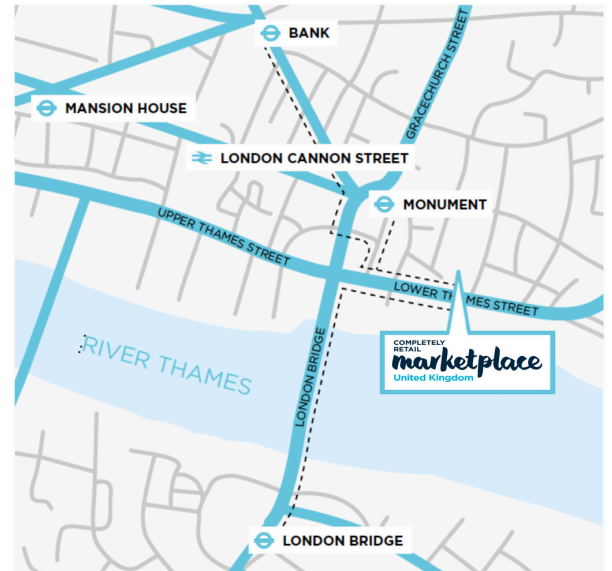 BANK
GRACECHURCH STREET
MANSION HOUSE
LONDON CANNON STREET
MONUMENT
UPPER THAMES STREET
LOWER THAMES STREET
COMPLETELY
RETAIL
marketplace
United Kingdom
RIVER THAMES
LONDON BRIDGE
LONDON BRIDGE